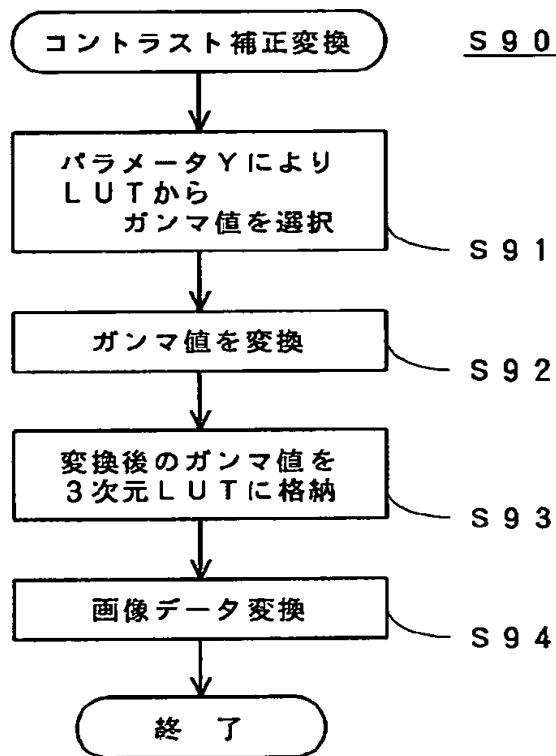 コントラスト補正変換
S90
パラメータYにより
LUTから
ガンマ値を選択
S91
ガンマ値を変換
S92
変換後のガンマ値を
3次元LUTに格納
S93
画像データ変換
S94
終了